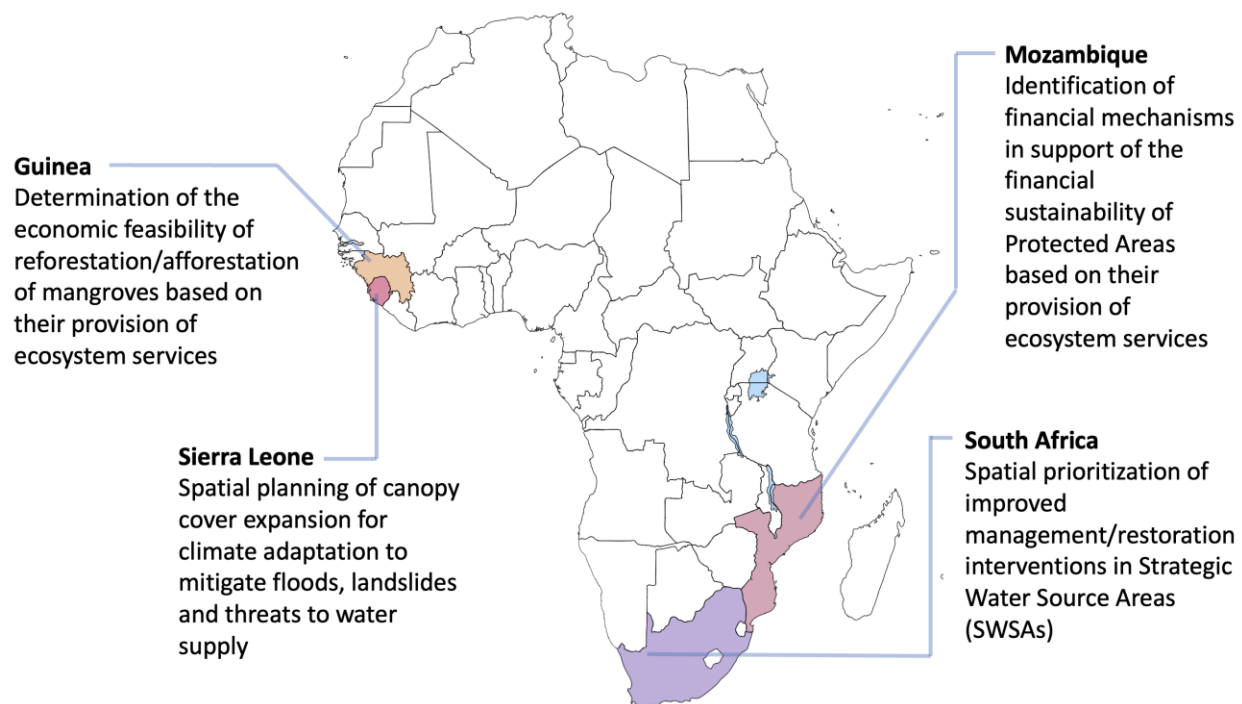 Guinea
Determination of the
economic feasibility of
reforestation/afforestation
of mangroves based on
their provision of
ecosystem services
Sierra Leone
Spatial planning of canopy
cover expansion for
climate adaptation to
mitigate floods, landslides
and threats to water
supply
Mozambique
Identification of
financial mechanisms
in support of the
financial
sustainability of
Protected Areas
based on their
provision of
ecosystem services
South Africa
Spatial prioritization of
improved
management/restoration
interventions in Strategic
Water Source Areas
(SWSAs)